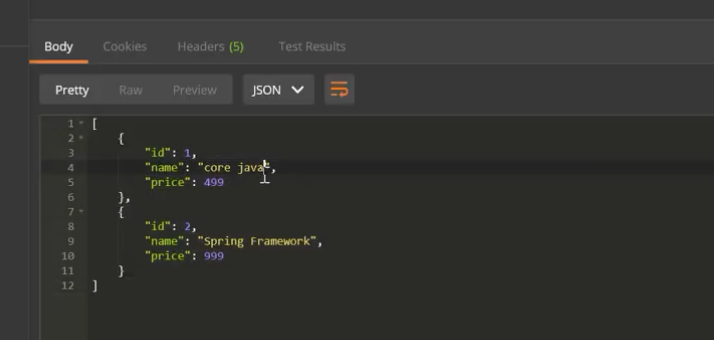 Body Cookies Headers (5) Test Results
Pretty Raw Preview JSON
1 [
2 {
3 "id": 1,
4 "name": "core java",
5 "price": 499
6 },
7 {
8 "id": 2,
9 "name": "Spring Framework",
10 "price": 999
11 }
12 ]